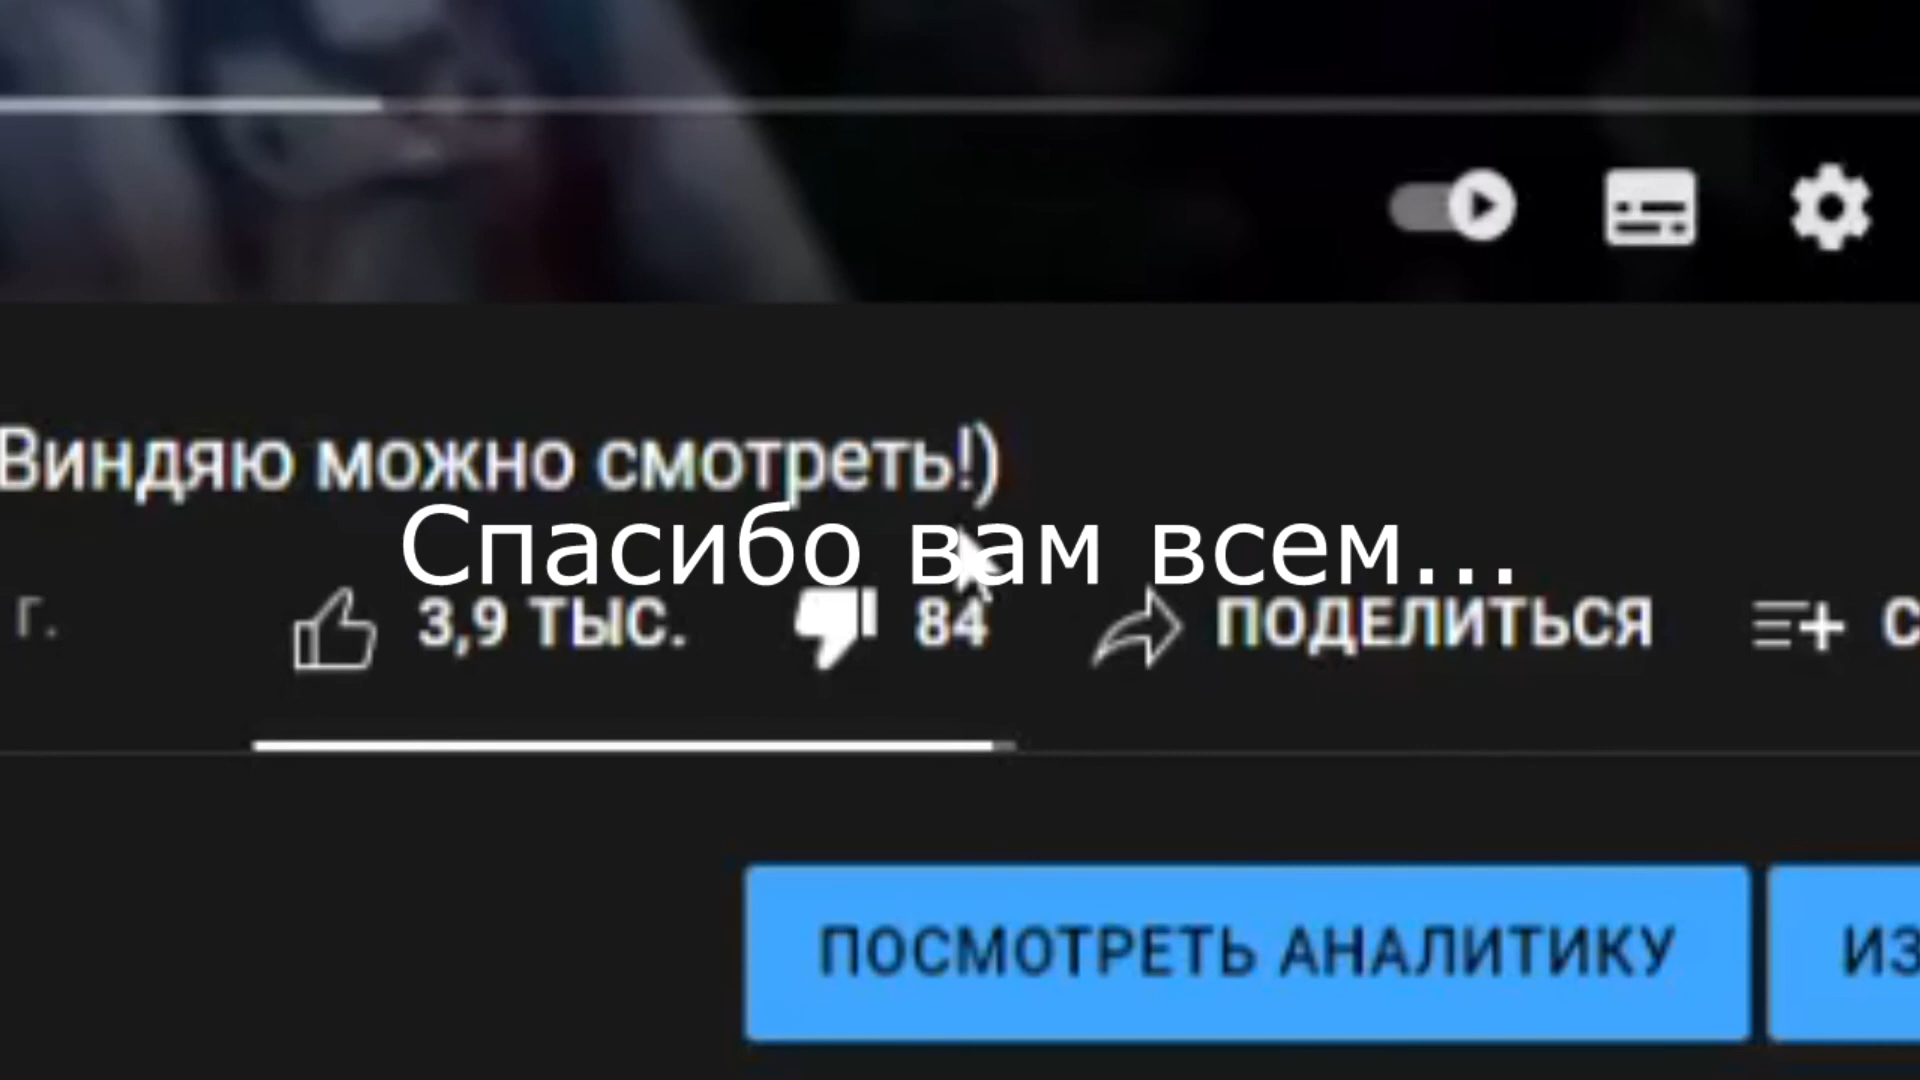 Виндяю можно смотреть!)
Спасибо вам всем...
г. 3,9 ТЫС. 84 ПОДЕЛИТЬСЯ С
ПОСМОТРЕТЬ АНАЛИТИКУ ИЗ